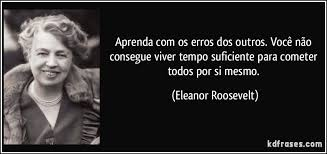 Aprenda com os erros dos outros. Você não
consegue viver tempo suficiente para cometer
todos por si mesmo.
(Eleanor Roosevelt)
kdfrases.com